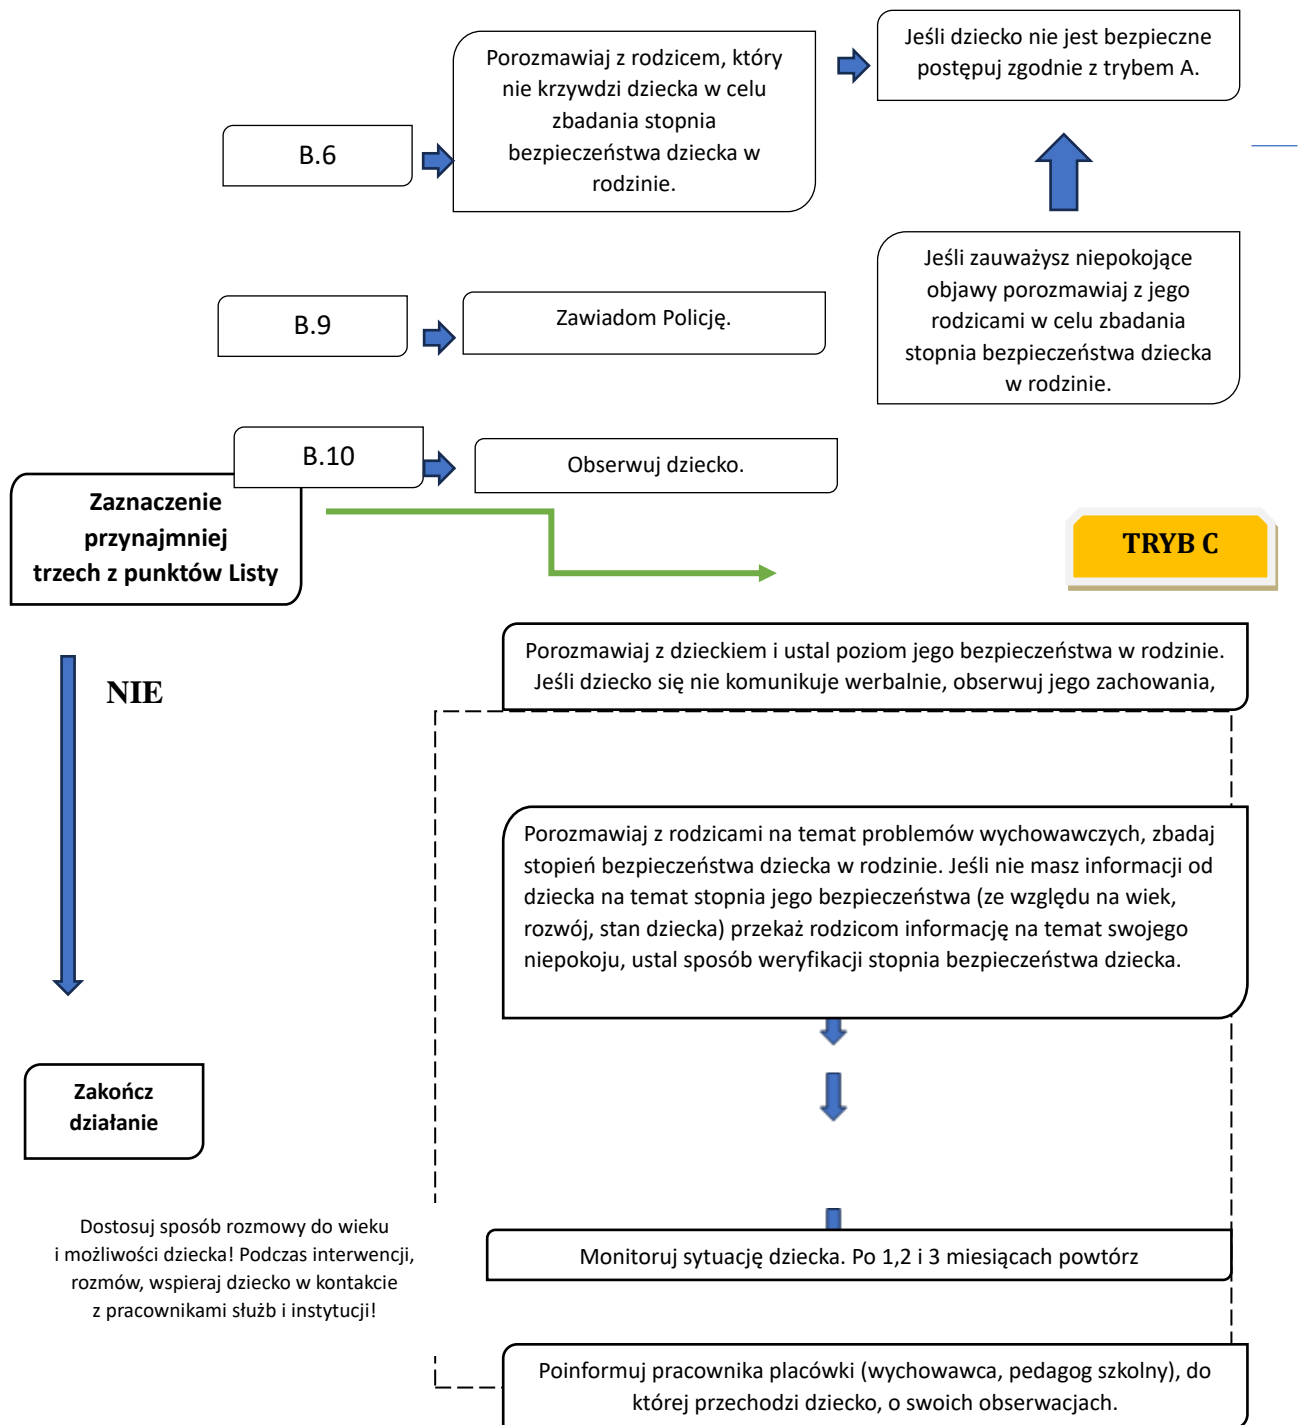 Porozmawiaj z rodzicem, który
nie krzywdzi dziecka w celu
zbadania stopnia
bezpieczeństwa dziecka w
rodzinie.
Jeśli dziecko nie jest bezpieczne
postępuj zgodnie z trybem A.
B.6
Jeśli zauważysz niepokojące
objawy porozmawiaj z jego
rodzicami w celu zbadania
stopnia bezpieczeństwa dziecka
w rodzinie.
B.9
Zawiadom Policję.
B.10
Obserwuj dziecko.
Zaznaczenie
przynajmniej
trzech z punktów Listy
TRYB C
Porozmawiaj z dzieckiem i ustal poziom jego bezpieczeństwa w rodzinie.
Jeśli dziecko się nie komunikuje werbalnie, obserwuj jego zachowania,
NIE
Porozmawiaj z rodzicami na temat problemów wychowawczych, zbadaj
stopień bezpieczeństwa dziecka w rodzinie. Jeśli nie masz informacji od
dziecka na temat stopnia jego bezpieczeństwa (ze względu na wiek,
rozwój, stan dziecka) przekaż rodzicom informację na temat swojego
niepokoju, ustal sposób weryfikacji stopnia bezpieczeństwa dziecka.
Zakończ
działanie
Dostosuj sposób rozmowy do wieku
i możliwości dziecka! Podczas interwencji,
rozmów, wspieraj dziecko w kontakcie
z pracownikami służb i instytucji!
Monitoruj sytuację dziecka. Po 1,2 i 3 miesiącach powtórz
Poinformuj pracownika placówki (wychowawca, pedagog szkolny), do
której przechodzi dziecko, o swoich obserwacjach.